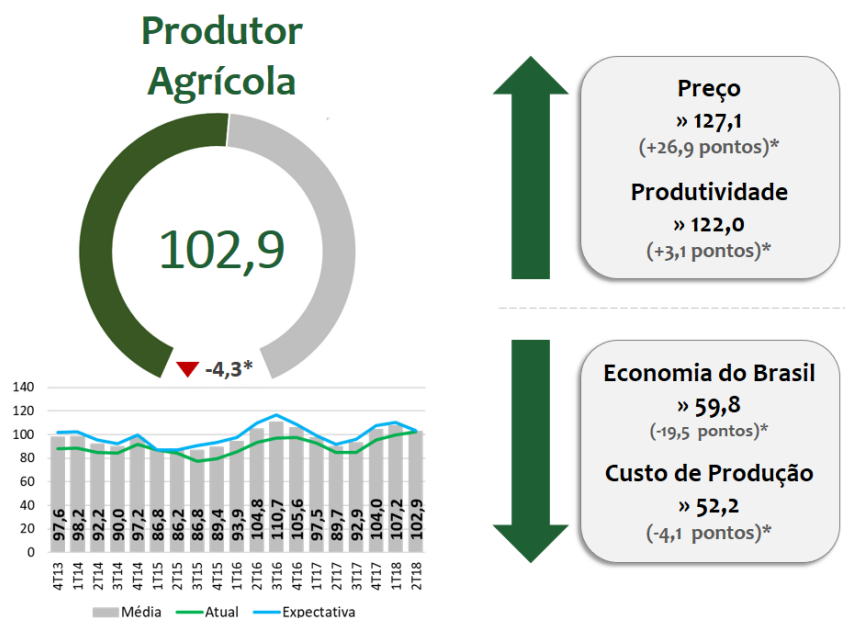 Produtor
Agrícola
102,9
-4,3*
140
120
100
80
60
40
20
0
97,6
98,2
92,2
90,0
97,2
86,8
86,2
86,8
89,4
93,9
104,8
110,7
105,6
97,5
89,7
92,9
104,0
107,2
102,9
4T13
1T14
2T14
3T14
4T14
1T15
2T15
3T15
4T15
1T16
2T16
3T16
4T16
1T17
2T17
3T17
4T17
1T18
2T18
Média Atual Expectativa
Preço
» 127,1
(+26,9 pontos)*
Produtividade
» 122,0
(+3,1 pontos)*
Economia do Brasil
» 59,8
(-19,5 pontos)*
Custo de Produção
» 52,2
(-4,1 pontos)*